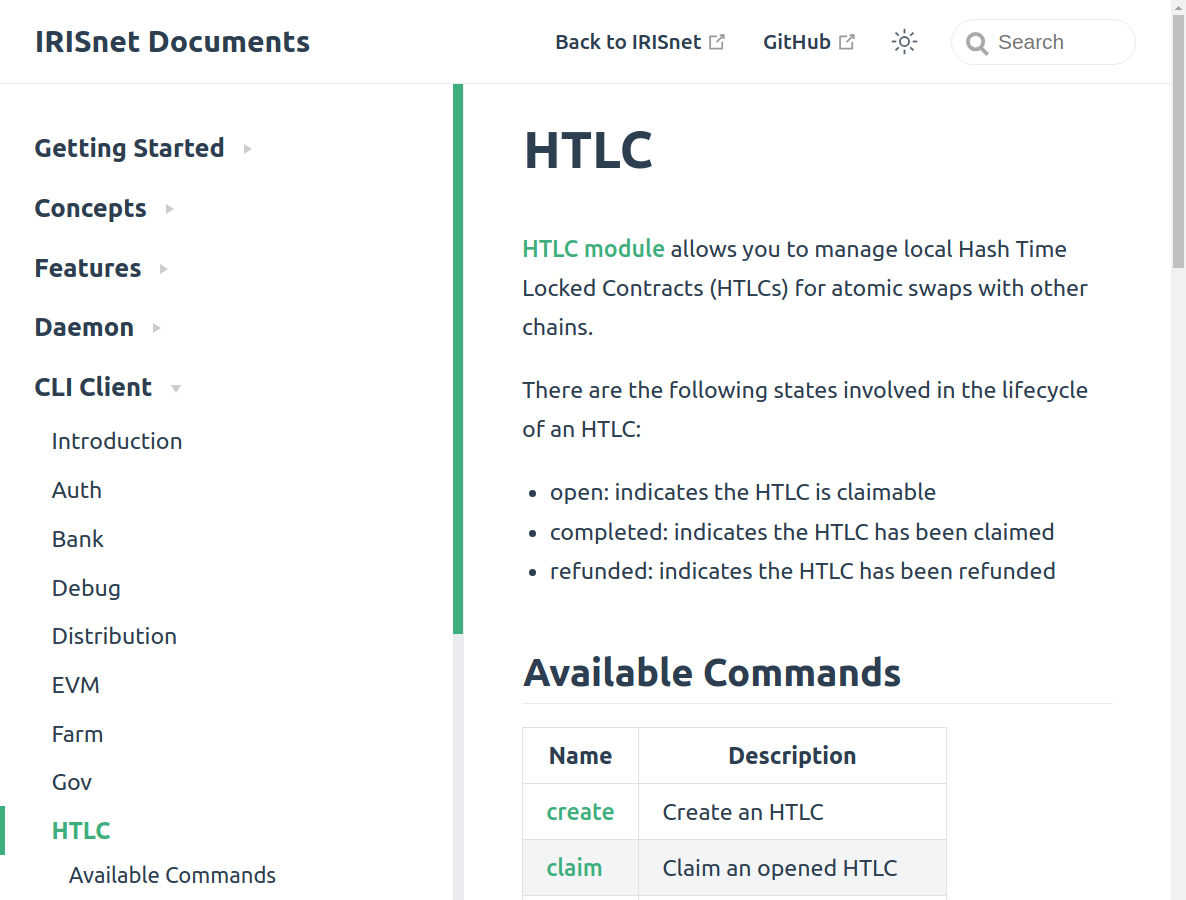 IRISnet Documents
Back to IRISnet
GitHub
Search
Getting Started
Concepts
Features
Daemon
CLI Client
Introduction
Auth
Bank
Debug
Distribution
EVM
Farm
Gov
HTLC
Available Commands
HTLC
HTLC module allows you to manage local Hash Time
Locked Contracts (HTLCs) for atomic swaps with other
chains.
There are the following states involved in the lifecycle
of an HTLC:
• open: indicates the HTLC is claimable
• completed: indicates the HTLC has been claimed
• refunded: indicates the HTLC has been refunded
Available Commands
Name Description
create Create an HTLC
claim Claim an opened HTLC